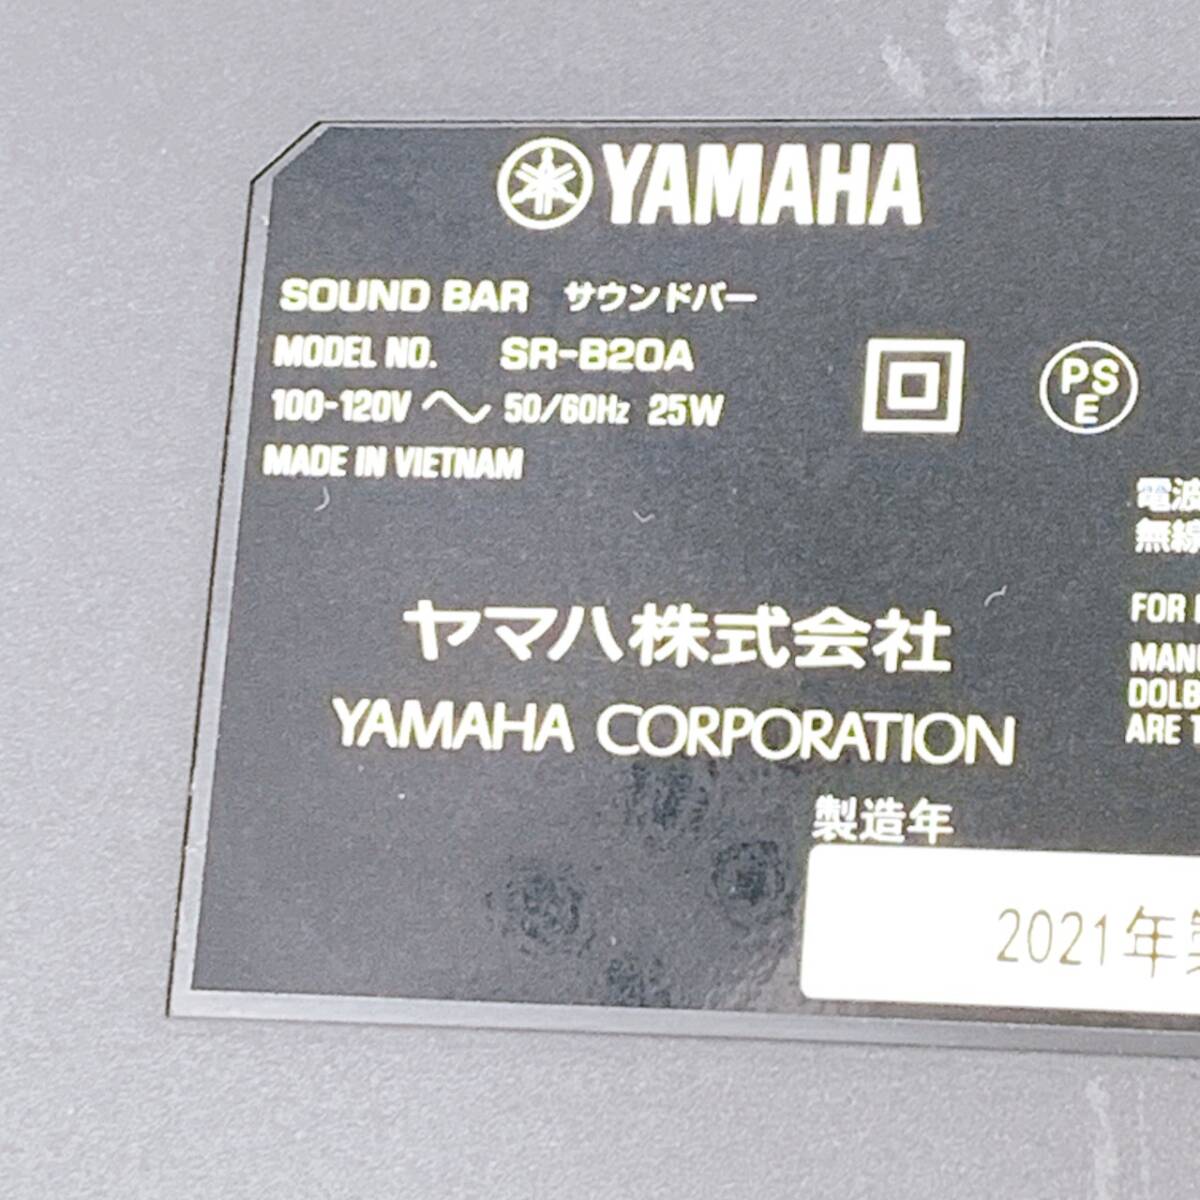 YAMAHA
SOUND BAR サウンドバー
MODEL NO. SR-B20A
100-120V ～ 50/60Hz 25W
PS
E
MADE IN VIETNAM
電波
無線
FOR
ヤマハ株式会社
YAMAHA CORPORATION
ARE
製造年
2021年